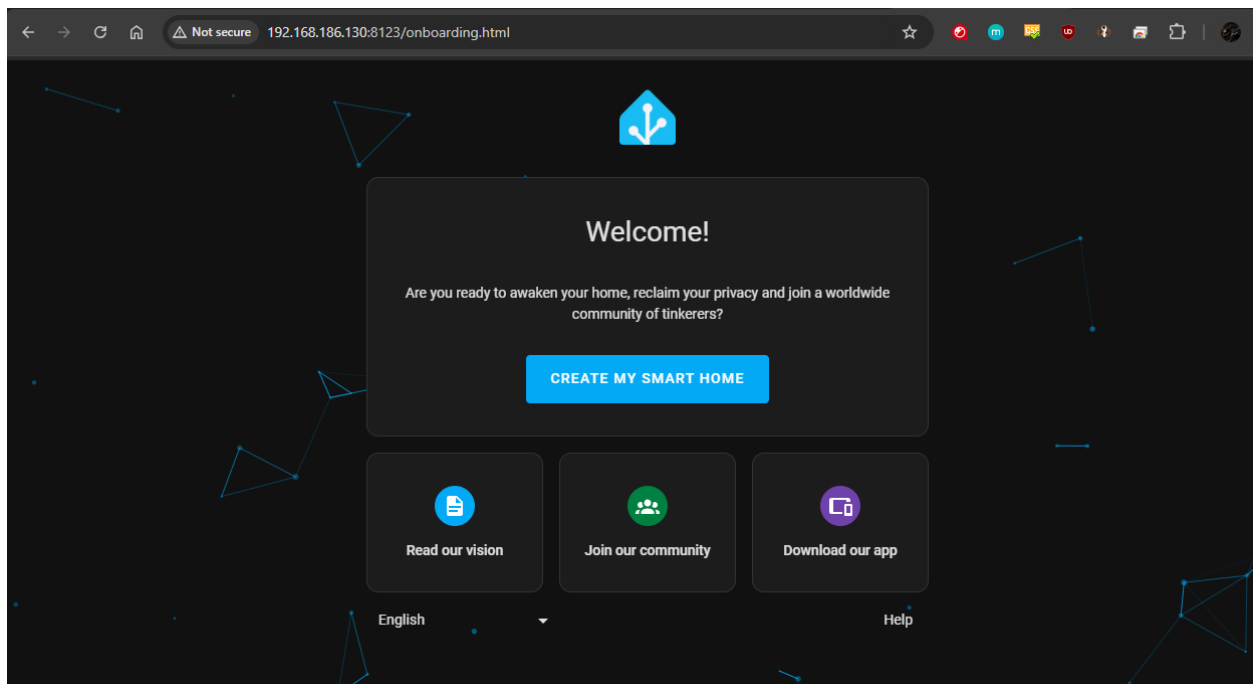 Not secure 192.168.186.130:8123/onboarding.html
Welcome!
Are you ready to awaken your home, reclaim your privacy and join a worldwide
community of tinkerers?
CREATE MY SMART HOME
Read our vision
Join our community
Download our app
English
Help